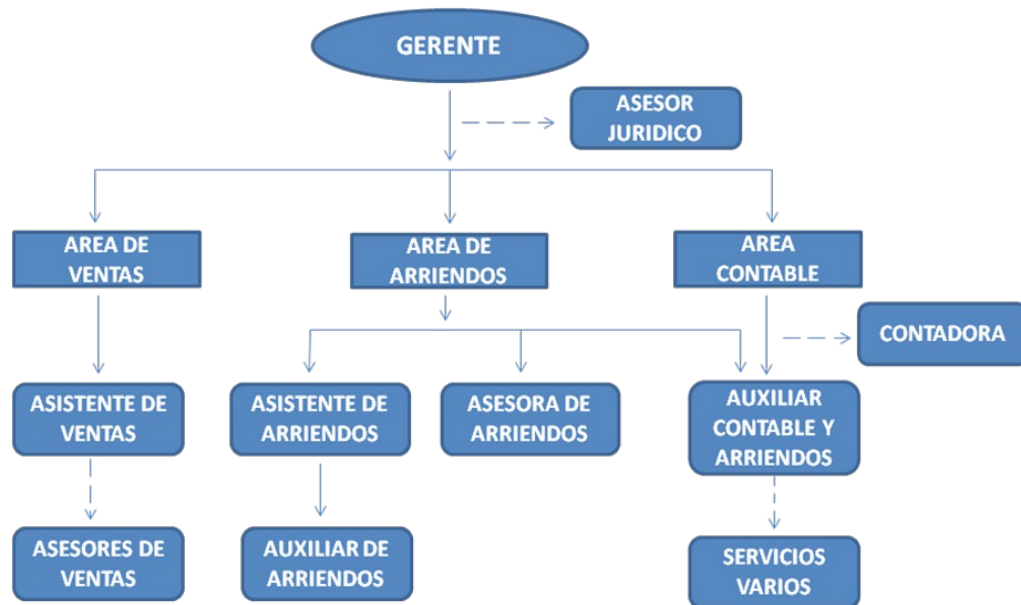 GERENTE
ASESOR
JURIDICO
AREA DE
VENTAS
AREA DE
ARRIENDOS
AREA
CONTABLE
CONTADORA
ASISTENTE DE
VENTAS
ASISTENTE DE
ARRIENDOS
ASESORA DE
ARRIENDOS
AUXILIAR
CONTABLE Y
ARRIENDOS
ASESORES DE
VENTAS
AUXILIAR DE
ARRIENDOS
SERVICIOS
VARIOS